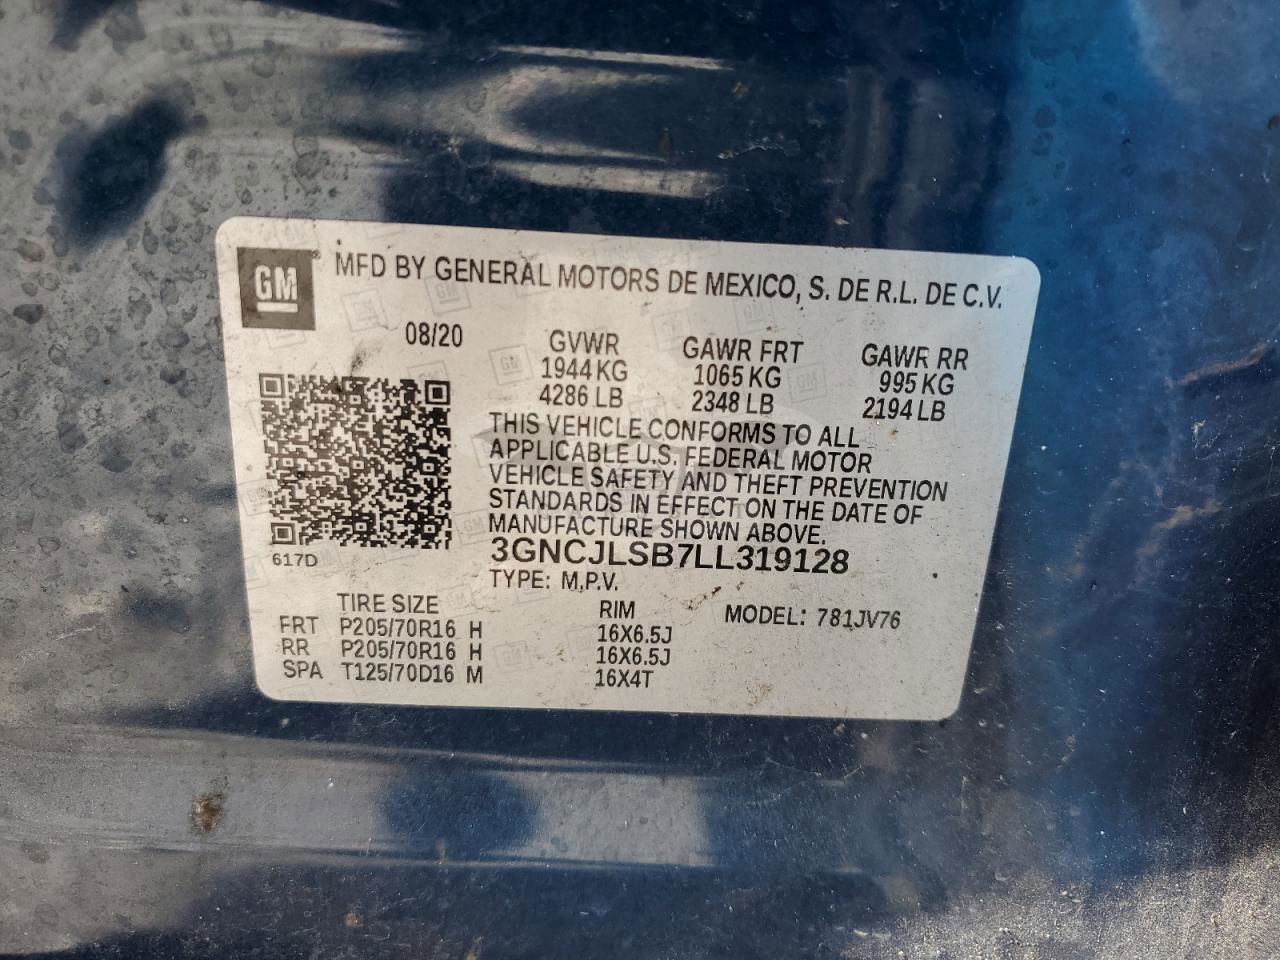 GM
MFD BY GENERAL MOTORS DE MEXICO, S. DE R.L. DE C.V.
08/20
GVWR GAWR FRT GAWR RR
1944 KG 1065 KG 995 KG
4286 LB 2348 LB 2194 LB
THIS VEHICLE CONFORMS TO ALL
APPLICABLE U.S. FEDERAL MOTOR
VEHICLE SAFETY AND THEFT PREVENTION
STANDARDS IN EFFECT ON THE DATE OF
MANUFACTURE SHOWN ABOVE.
617D
3GNCJLSB7LL319128
TYPE: M.P.V.
TIRE SIZE RIM MODEL: 781JV76
FRT P205/70R16 H 16X6.5J
RR P205/70R16 H 16X6.5J
SPA T125/70D16 M 16X4T